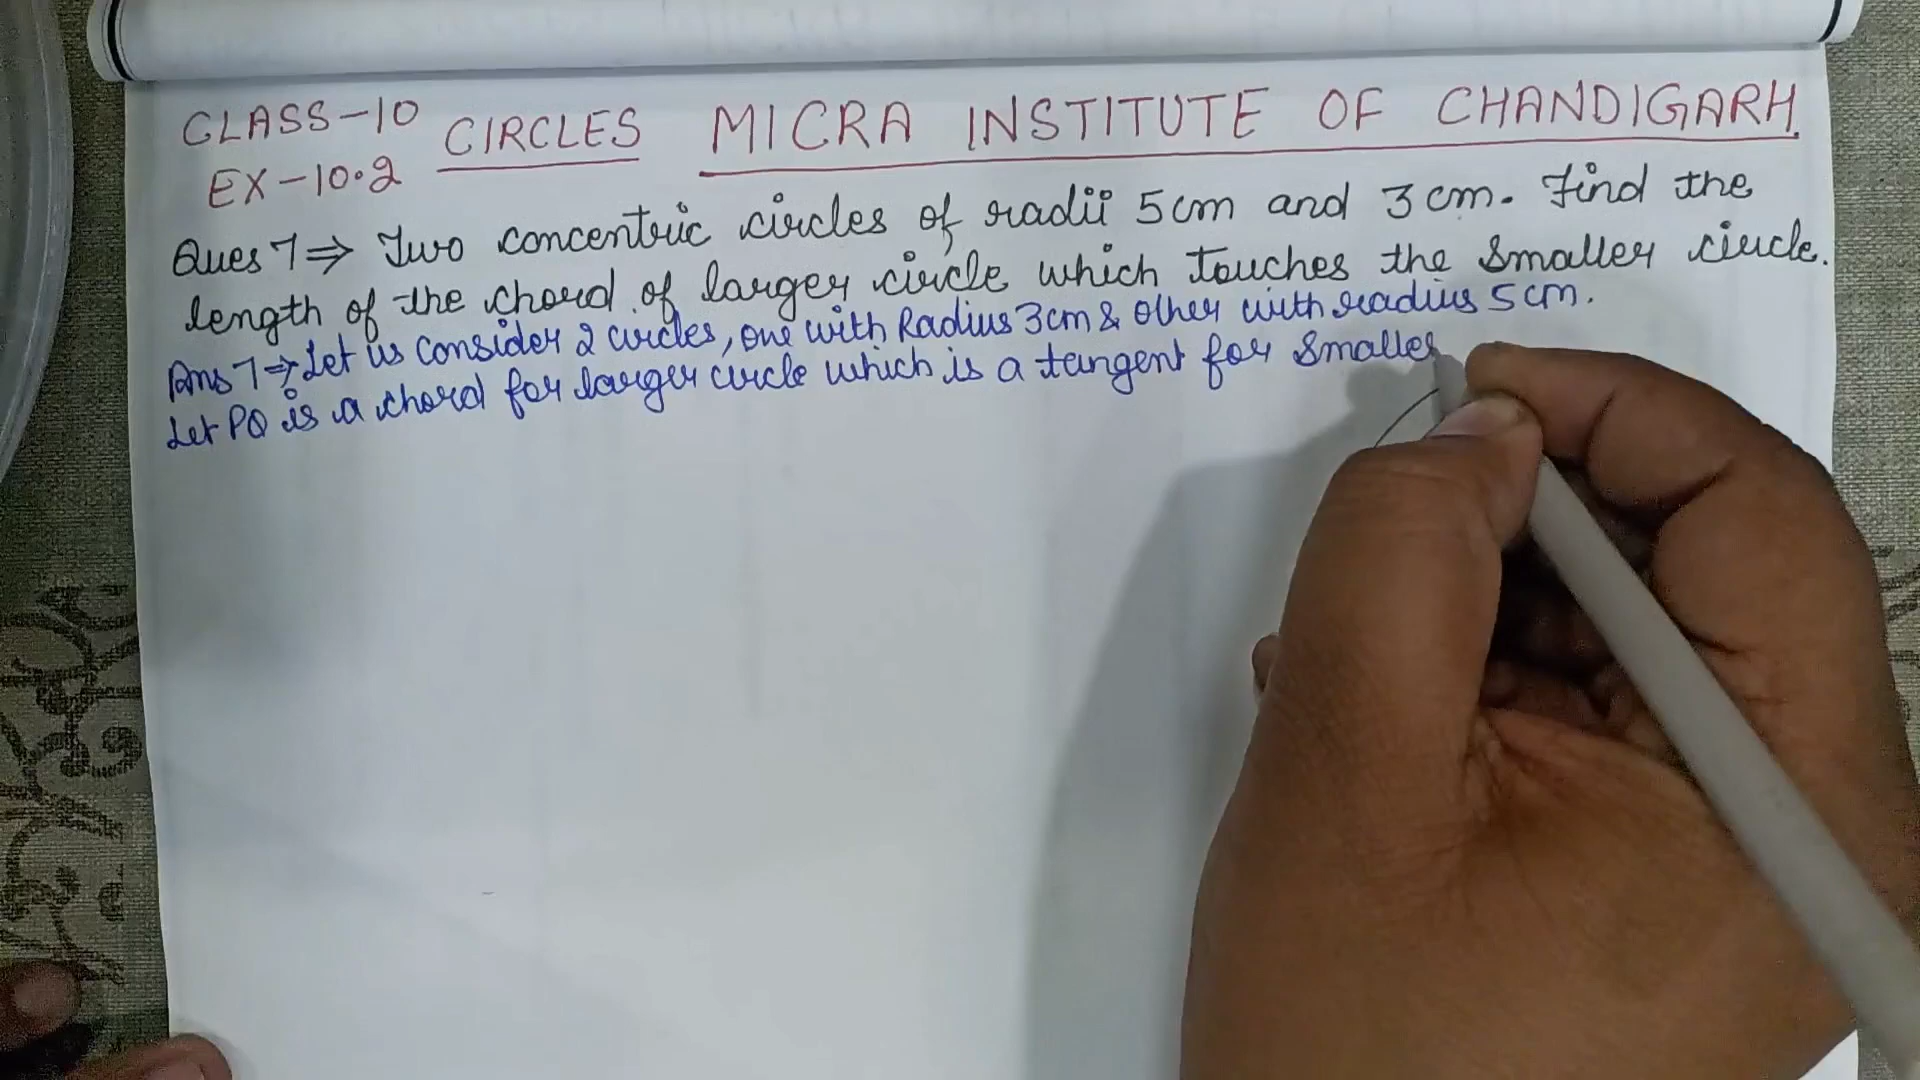 CLASS-10 CIRCLES MICRA INSTITUTE OF CHANDIGARH
EX-10.2
Ques 7⇒ Two concentric circles of radii 5cm and 3cm. Find the
length of the chord of larger circle which touches the smaller circle.
Ans 7⇒ Let us consider 2 circles, one with Radius 3cm & other with radius 5cm.
Let PQ is a chord for larger circle which is a tangent for smaller